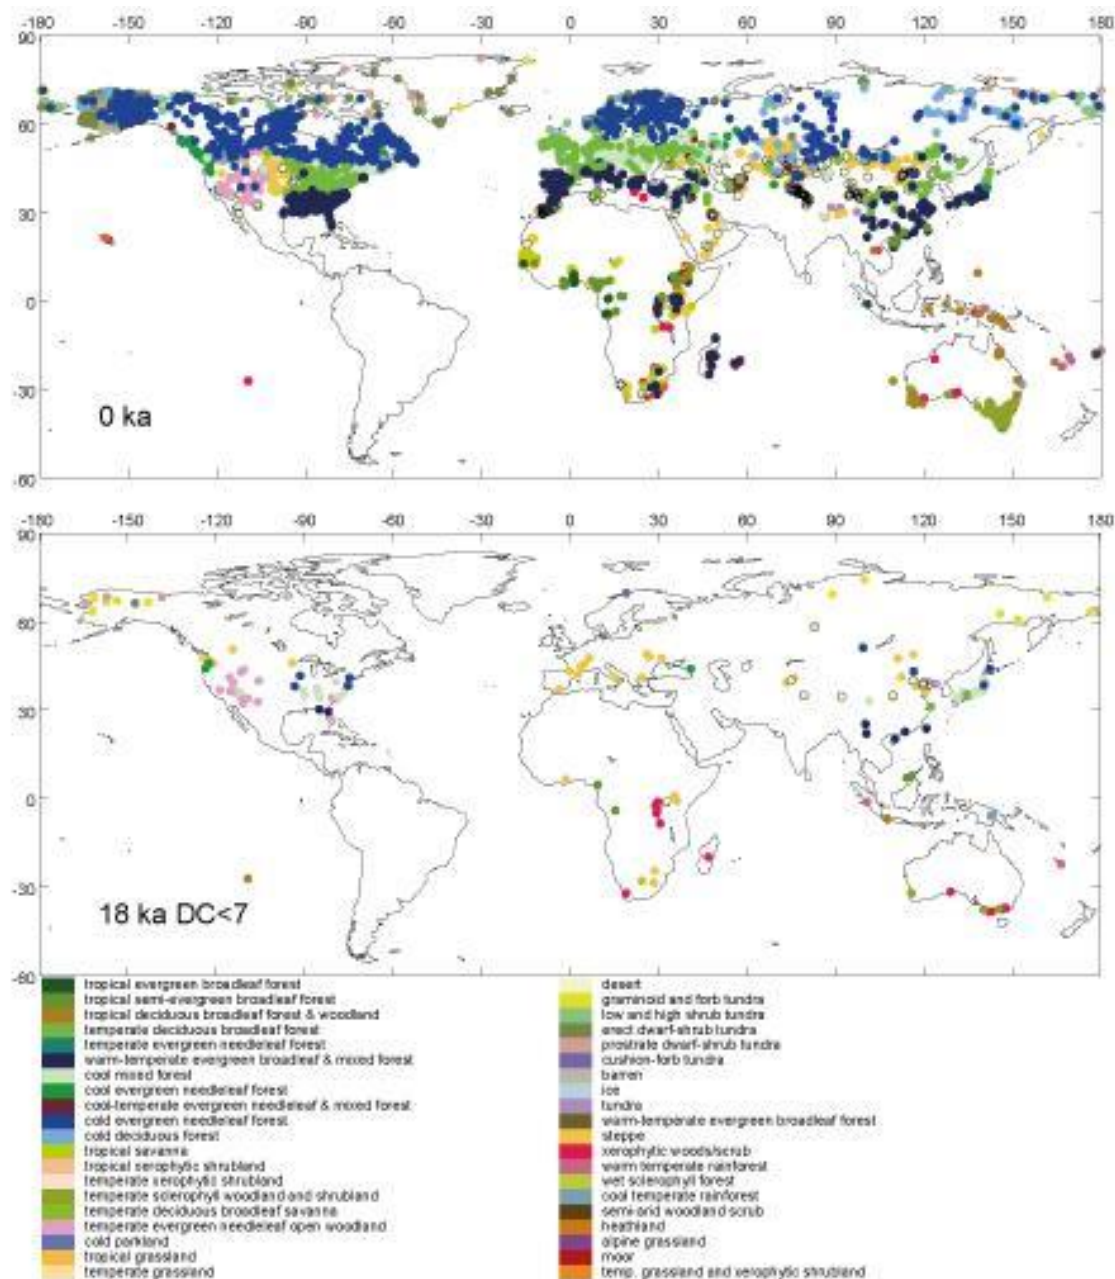 -180 -150 -120 -90 -60 -30 0 30 60 90 120 150 180
90
60
30
0
-30
-60
0 ka
-180 -150 -120 -90 -60 -30 0 30 60 90 120 150 180
90
60
30
0
-30
-60
18 ka DC<7
tropical evergreen broadleaf forest
tropical semi-evergreen broadleaf forest
tropical deciduous broadleaf forest & woodland
temperate deciduous broadleaf forest
temperate evergreen needleleaf forest
warm-temperate evergreen broadleaf & mixed forest
cool mixed forest
cool evergreen needleleaf forest
cool-temperate evergreen needleleaf & mixed forest
cold evergreen needleleaf forest
cold deciduous forest
tropical savanna
tropical xerophytic shrubland
temperate xerophytic shrubland
temperate sclerophyll woodland and shrubland
temperate deciduous broadleaf savanna
temperate evergreen needleleaf open woodland
cold parkland
tropical grassland
temperate grassland
desert
graminoid and forb tundra
low and high shrub tundra
erect dwarf-shrub tundra
prostrate dwarf-shrub tundra
cushion-forb tundra
barren
ice
tundra
warm-temperate evergreen broadleaf forest
steppe
xerophytic woods/scrub
warm temperate rainforest
wet sclerophyll forest
cool temperate rainforest
semi-arid woodland scrub
heathland
alpine grassland
moor
temp. grassland and xerophytic shrubland